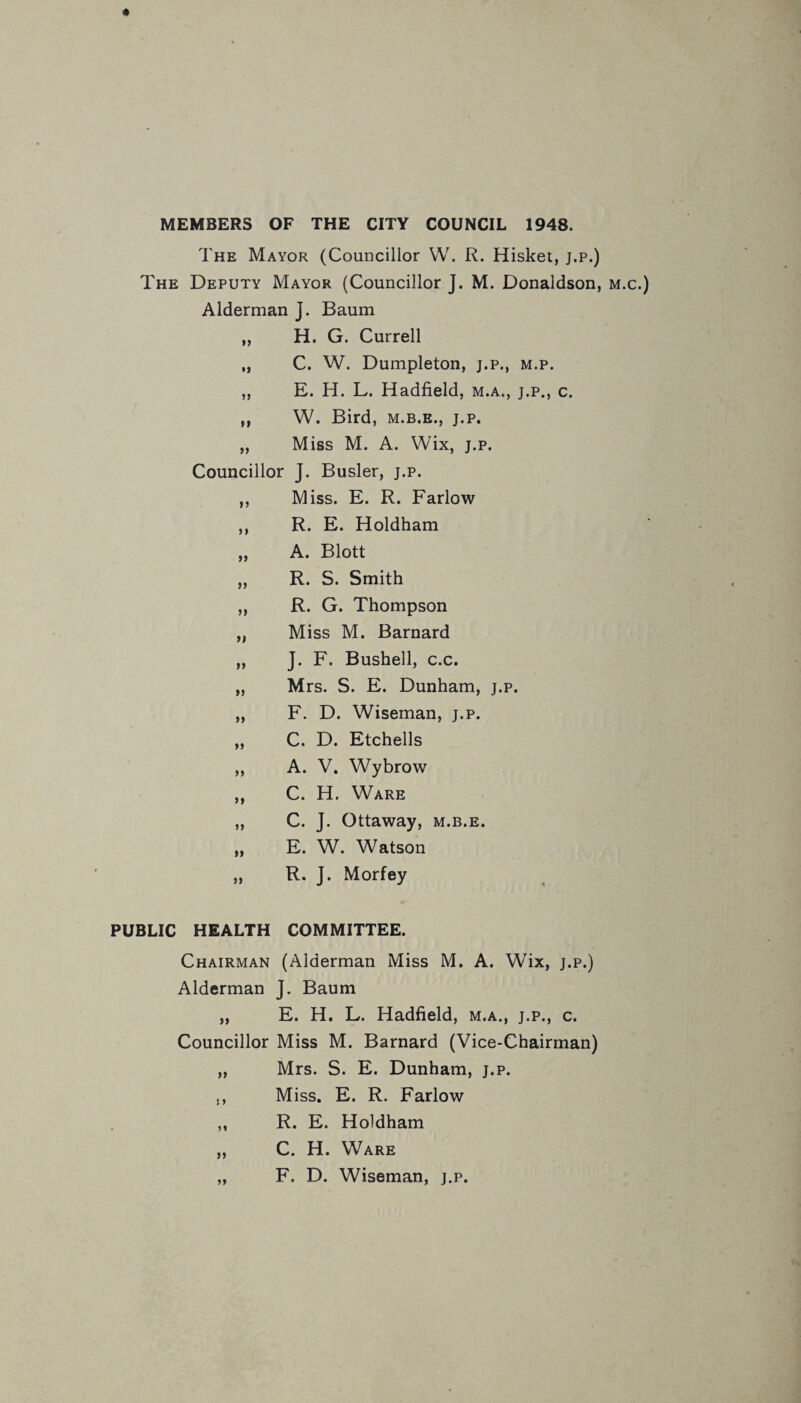 MEMBERS OF THE CITY COUNCIL 1948.
The Mayor (Councillor W. R. Hisket, J.P.)
The Deputy Mayor (Councillor J. M. Donaldson, M.C.)
Alderman J. Baum
„ H. G. Currell
„ C. W. Dumpleton, J.P., M.P.
„ E. H. L. Hadfield, M.A., J.P., C.
„ W. Bird, M.B.E., J.P.
„ Miss M. A. Wix, J.P.
Councillor J. Busler, J.P.
„ Miss. E. R. Farlow
„ R. E. Holdham
„ A. Blott
„ R. S. Smith
„ R. G. Thompson
„ Miss M. Barnard
„ J. F. Bushell, C.C.
„ Mrs. S. E. Dunham, J.P.
„ F. D. Wiseman, J.P.
„ C. D. Etchells
„ A. V. Wybrow
„ C. H. Ware
„ C. J. Ottaway, M.B.E.
„ E. W. Watson
„ R. J. Morfey
PUBLIC HEALTH COMMITTEE.
Chairman (Alderman Miss M. A. Wix, J.P.)
Alderman J. Baum
„ E. H. L. Hadfield, M.A., J.P., C.
Councillor Miss M. Barnard (Vice-Chairman)
„ Mrs. S. E. Dunham, J.P.
„ Miss. E. R. Farlow
„ R. E. Holdham
„ C. H. Ware
„ F. D. Wiseman, J.P.